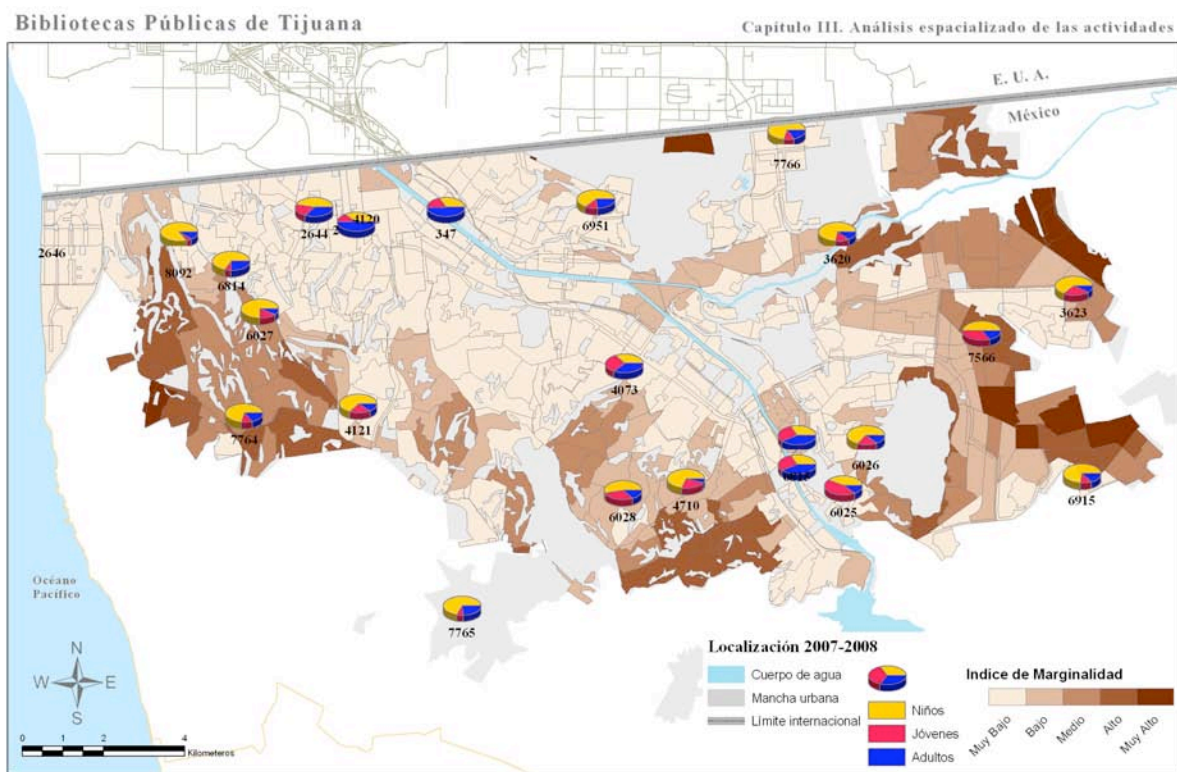 Bibliotecas Públicas de Tijuana
Capítulo III. Análisis espacializado de las actividades
E. U. A.
México
7766
2644
4120
347
6951
2646
8092
6814
3620
3623
6027
7566
4073
7764
4121
6026
6028
4710
6025
6915
7765
Océano
Pacífico
N
W E
S
0 1 2 4
Kilometeros
Localización 2007-2008
Cuerpo de agua
Mancha urbana
Límite internacional
Niños
Jóvenes
Adultos
Indice de Marginalidad
Muy Bajo
Bajo
Medio
Alto
Muy Alto